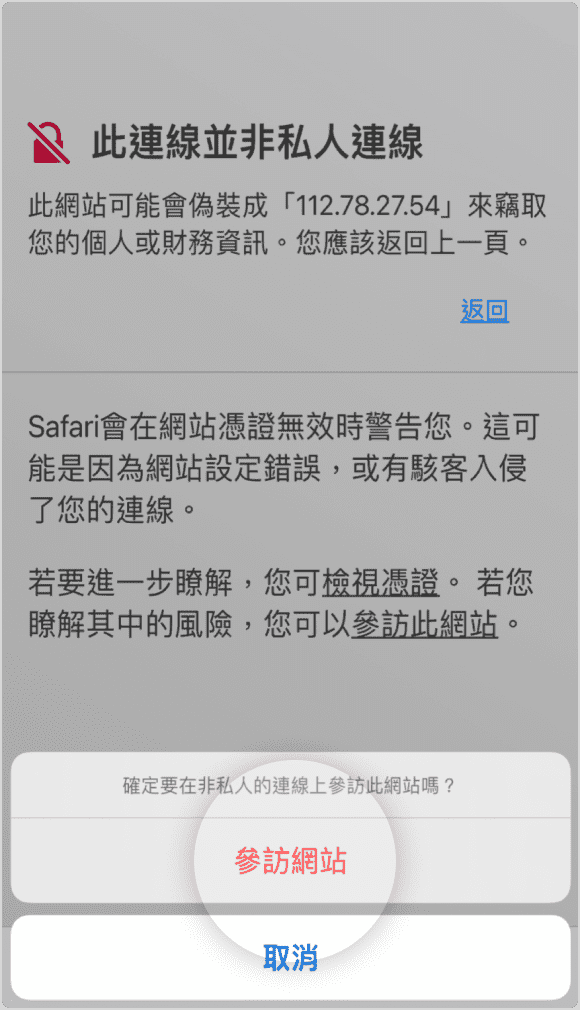 此連線並非私人連線
此網站可能會偽裝成「112.78.27.54」來竊取
您的個人或財務資訊。您應該返回上一頁。
返回
Safari會在網站憑證無效時警告您。這可
能是因為網站設定錯誤，或有駭客入侵
了您的連線。
若要進一步瞭解，您可檢視憑證。 若您
瞭解其中的風險，您可以參訪此網站。
確定要在非私人的連線上參訪此網站嗎？
參訪網站
取消